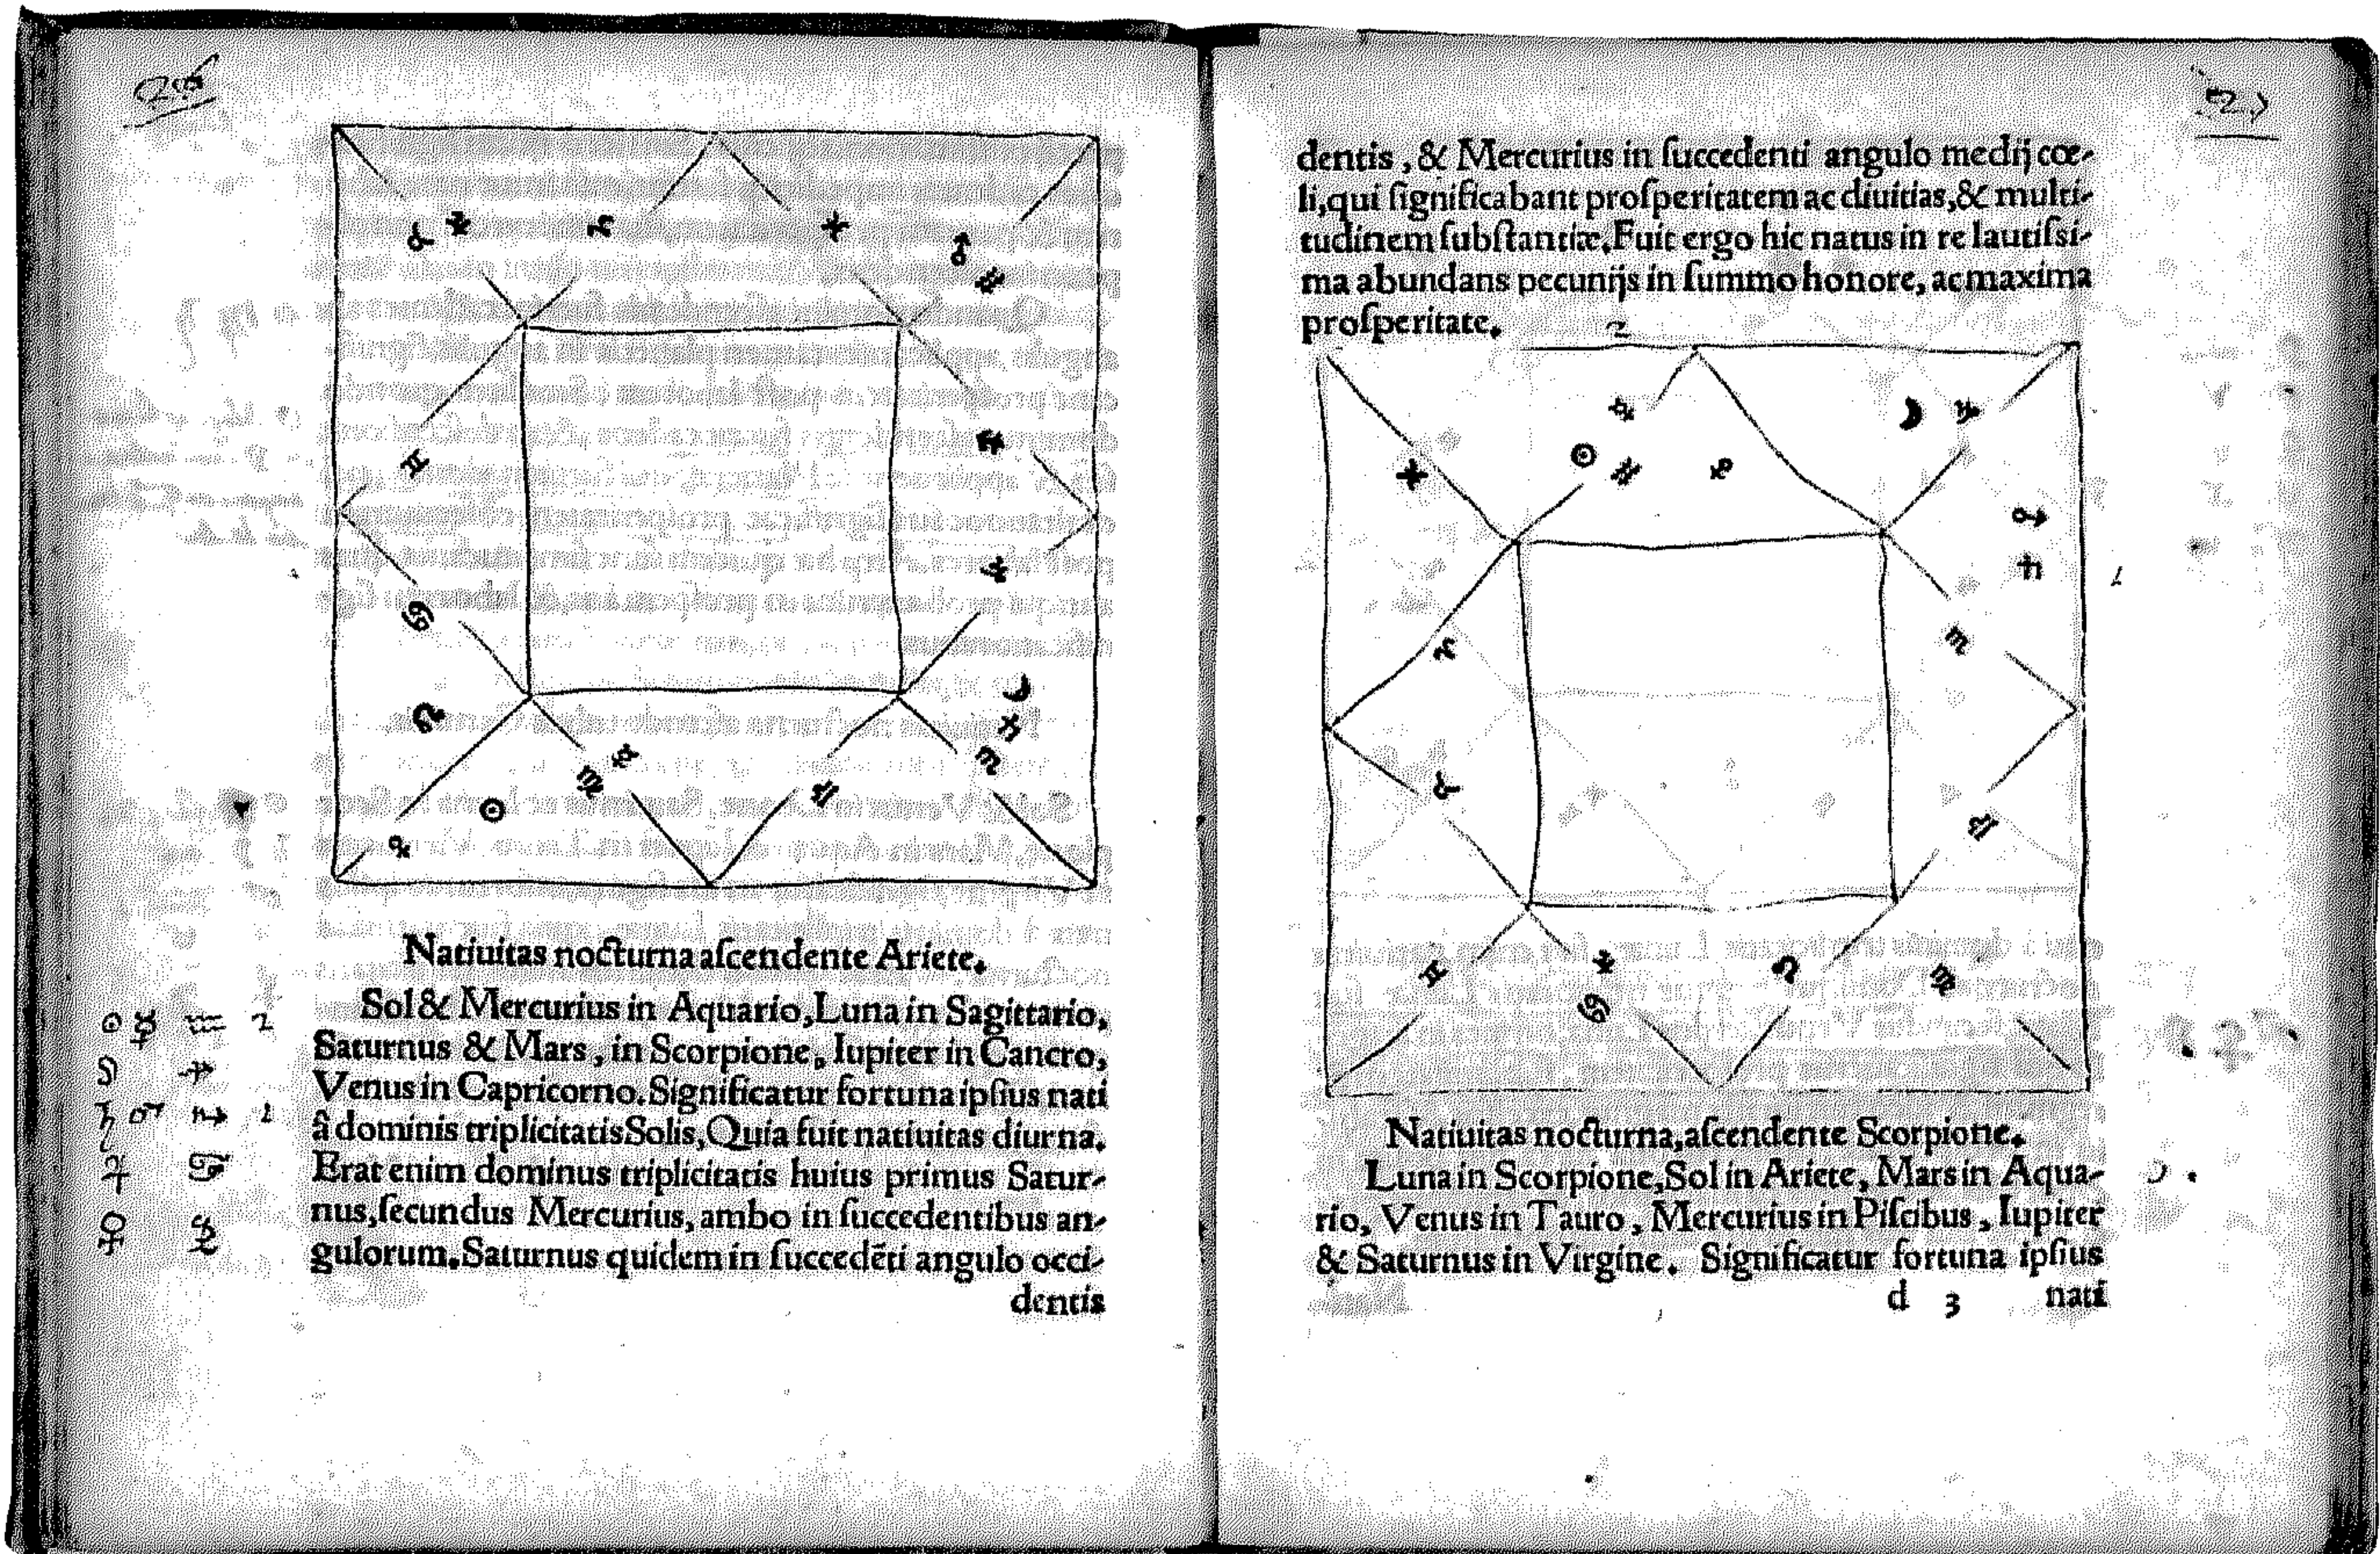 Natiuitas nocturna ascendente Ariete.
Sol & Mercurius in Aquario, Luna in Sagittario,
Saturnus & Mars, in Scorpione, Iupiter in Cancro,
Venus in Capricorno. Significatur fortuna ipsius nati
â dominis triplicitatis Solis, Quia fuit natiuitas diurna.
Erat enim dominus triplicitatis huius primus Satur-
nus, secundus Mercurius, ambo in succedentibus an-
gulorum. Saturnus quidem in succedēti angulo occi-
dentis
☉ ☿ ♒ 2
♄ ♂ 1
♃ ♋
♀ ♑
dentis, & Mercurius in succedenti angulo medij cœ-
li, qui significabant prosperitatem ac diuitias, & multi-
tudinem substantiæ. Fuit ergo hic natus in re lautissi-
ma abundans pecunijs in summo honore, ac maxima
prosperitate.
Natiuitas nocturna, ascendente Scorpione.
Luna in Scorpione, Sol in Ariete, Mars in Aqua-
rio, Venus in Tauro, Mercurius in Piscibus, Iupiter
& Saturnus in Virgine. Significatur fortuna ipsius
d 3 nati